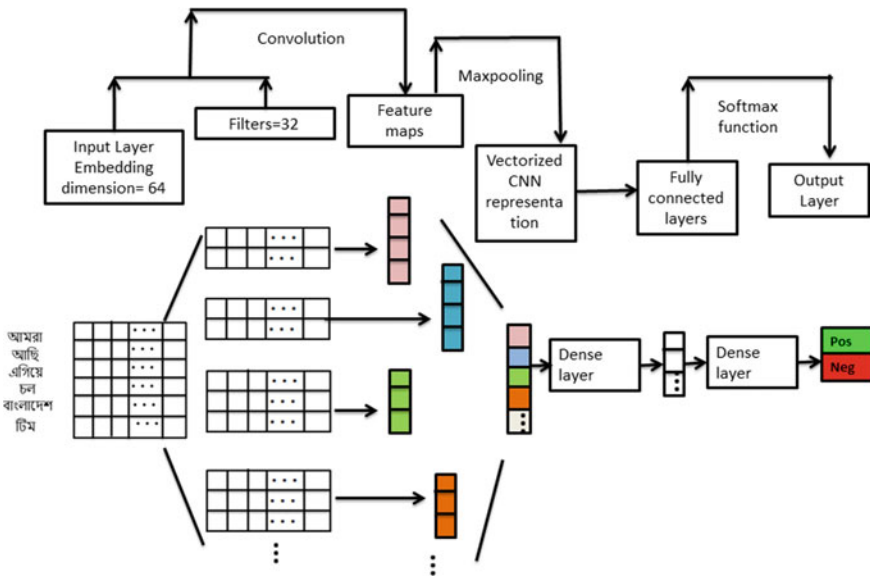 Convolution
Maxpooling
Softmax
function
Filters=32
Feature
maps
Input Layer
Embedding
dimension= 64
Vectorized
CNN
representa
tion
Fully
connected
layers
Output
Layer
আমরা
আছি
এগিয়ে
চল
বাংলাদেশ
টিম
Dense
layer
Dense
layer
Pos
Neg